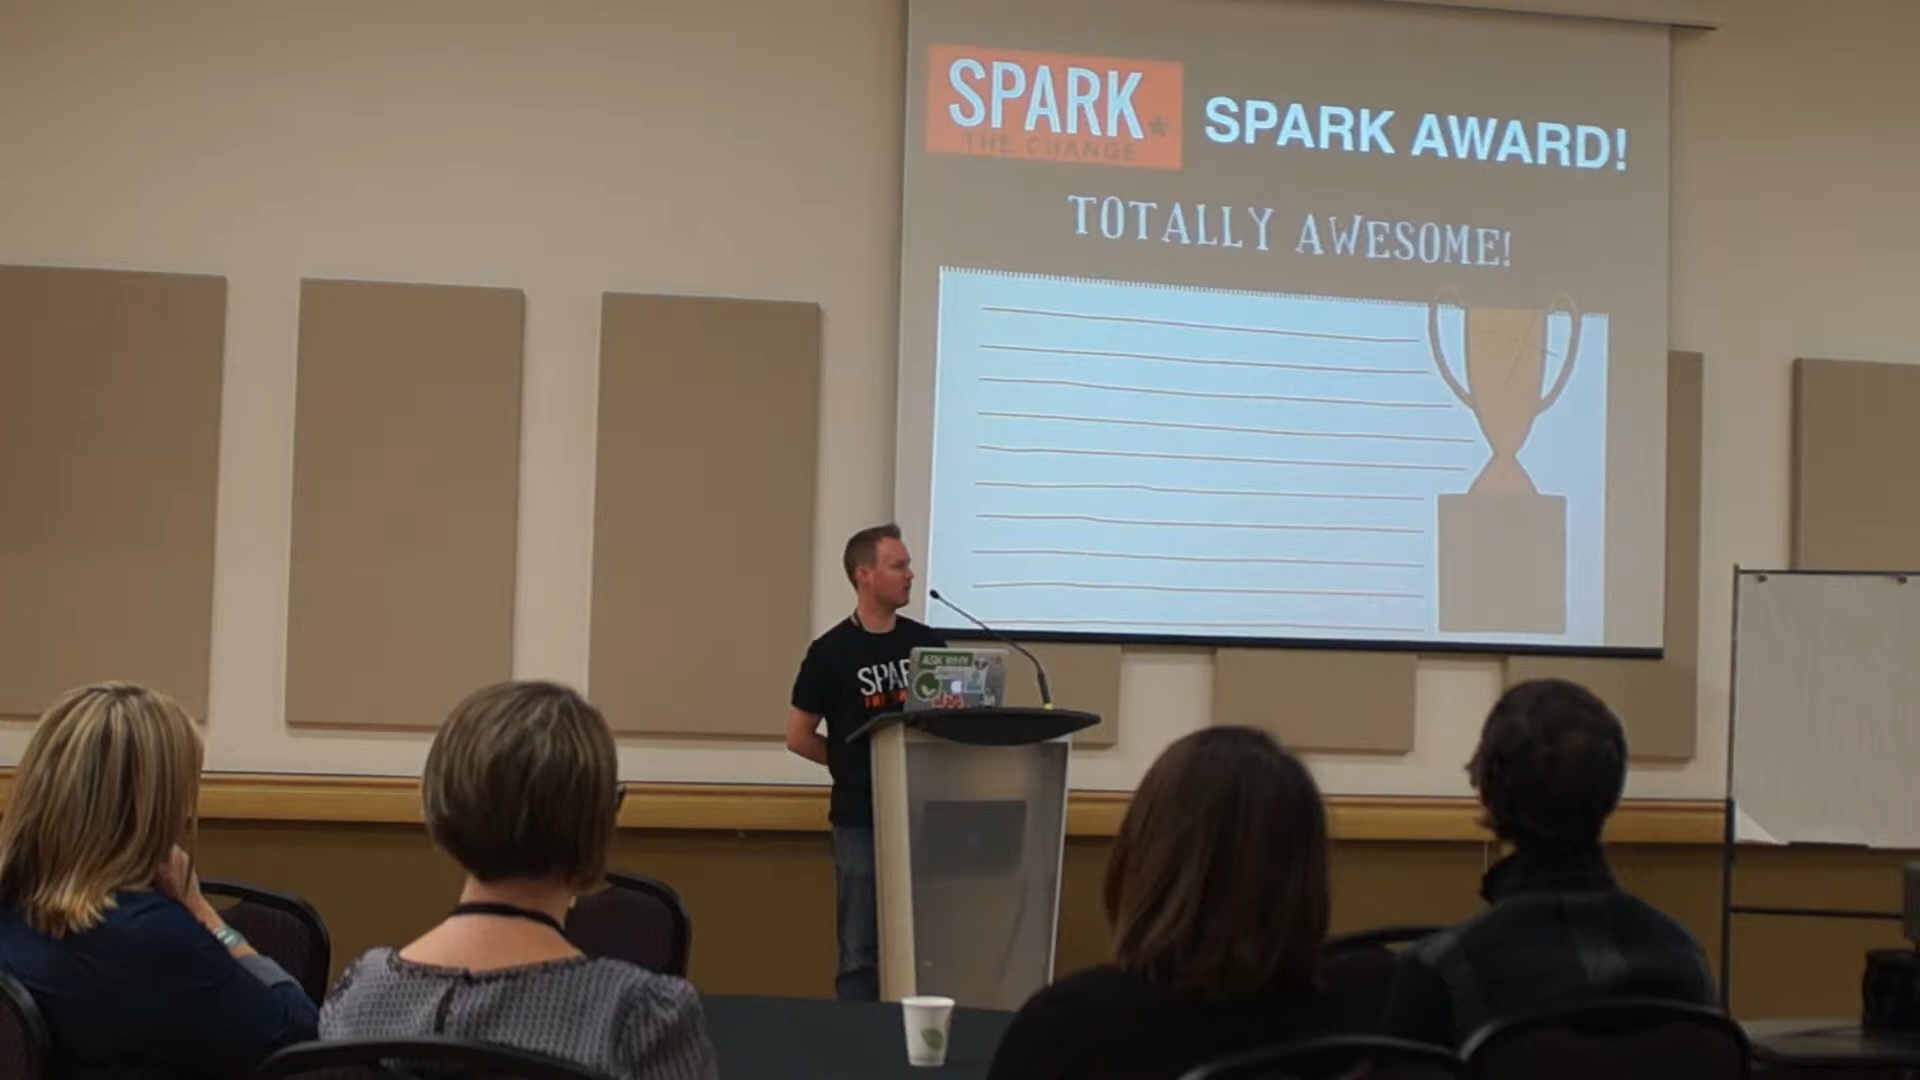 SPARK.
THE CHANGE
SPARK AWARD!
TOTALLY AWESOME!
ASK WHY